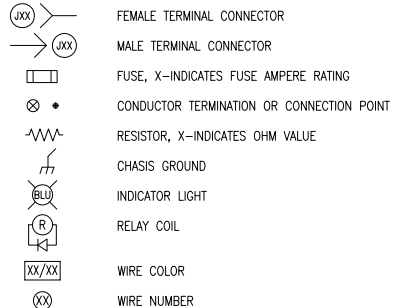 JXX FEMALE TERMINAL CONNECTOR
JXX MALE TERMINAL CONNECTOR
FUSE, X-INDICATES FUSE AMPERE RATING
CONDUCTOR TERMINATION OR CONNECTION POINT
RESISTOR, X-INDICATES OHM VALUE
CHASIS GROUND
BLU INDICATOR LIGHT
R RELAY COIL
XX/XX WIRE COLOR
XX WIRE NUMBER